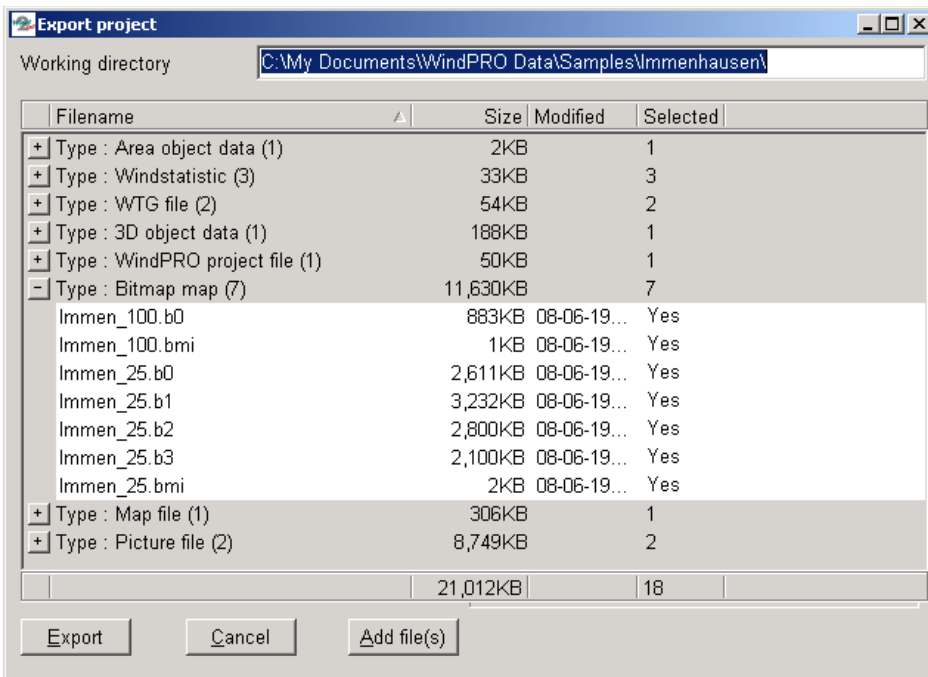 Export project
Working directory C:\My Documents\WindPRO Data\Samples\Immenhausen\
Filename Size Modified Selected
Type : Area object data (1) 2KB 1
Type : Windstatistic (3) 33KB 3
Type : WTG file (2) 54KB 2
Type : 3D object data (1) 188KB 1
Type : WindPRO project file (1) 50KB 1
Type : Bitmap map (7) 11,630KB 7
Immen_100.b0 883KB 08-06-19... Yes
Immen_100.bmi 1KB 08-06-19... Yes
Immen_25.b0 2,611KB 08-06-19... Yes
Immen_25.b1 3,232KB 08-06-19... Yes
Immen_25.b2 2,800KB 08-06-19... Yes
Immen_25.b3 2,100KB 08-06-19... Yes
Immen_25.bmi 2KB 08-06-19... Yes
Type : Map file (1) 306KB 1
Type : Picture file (2) 8,749KB 2
21,012KB 18
Export Cancel Add file(s)